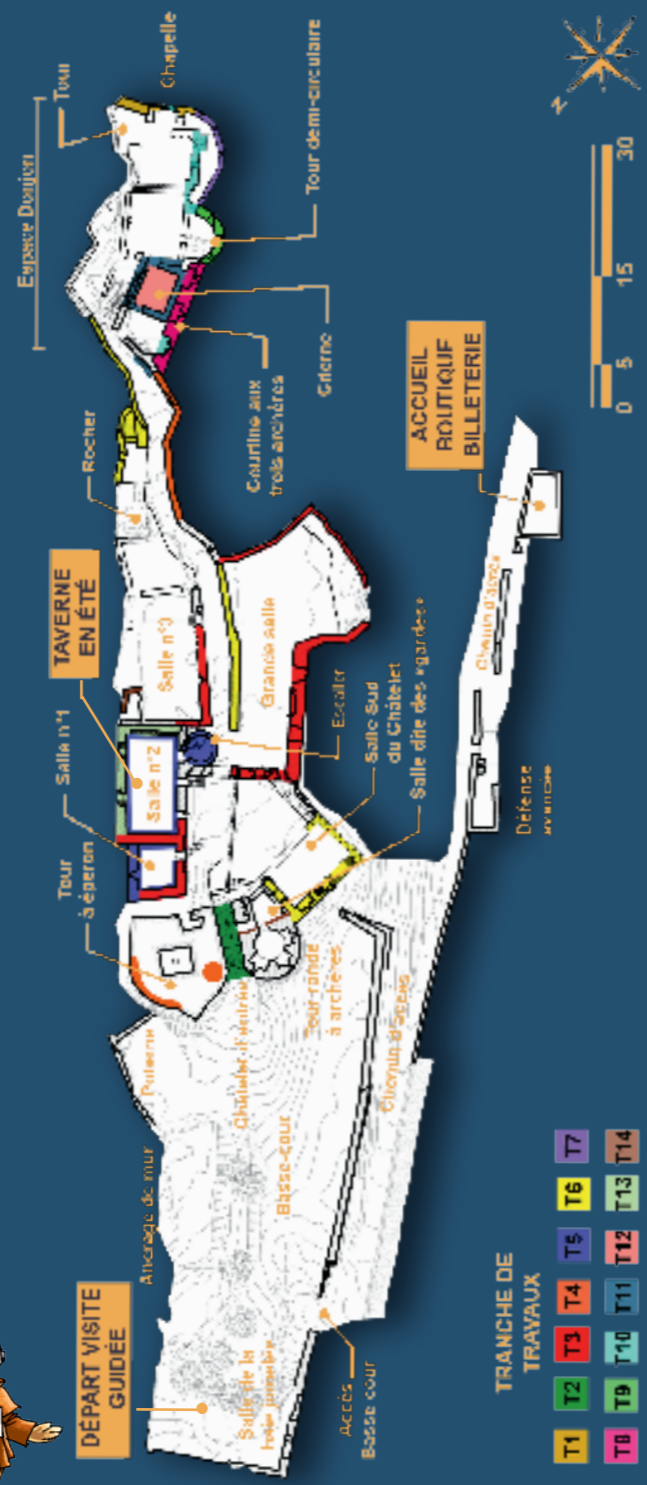 DÉPART VISITE
GUIDÉE
Ancrage de mur
Poterne
Salle de la
Basse-cour
Accès
Basse cour
Châtelet d'entrée
Tour ronde
à archères
Chemin d'accès
Tour
à éperon
Salle n°1
TAVERNE
EN ÉTÉ
Salle n°2
Salle n°3
Rocher
Grande salle
Escalier
Salle Sud
du Châtelet
Salle dite des «gardes»
Défense
avancée
Chemin d'accès
ACCUEIL
BOUTIQUE
BILLETERIE
Espace Donjon
Tour
Chapelle
Tour demi-circulaire
Citerne
Courtine aux
trois archères
N
0 5 15 30
TRANCHE DE
TRAVAUX
T1 T2 T3 T4 T5 T6 T7
T8 T9 T10 T11 T12 T13 T14